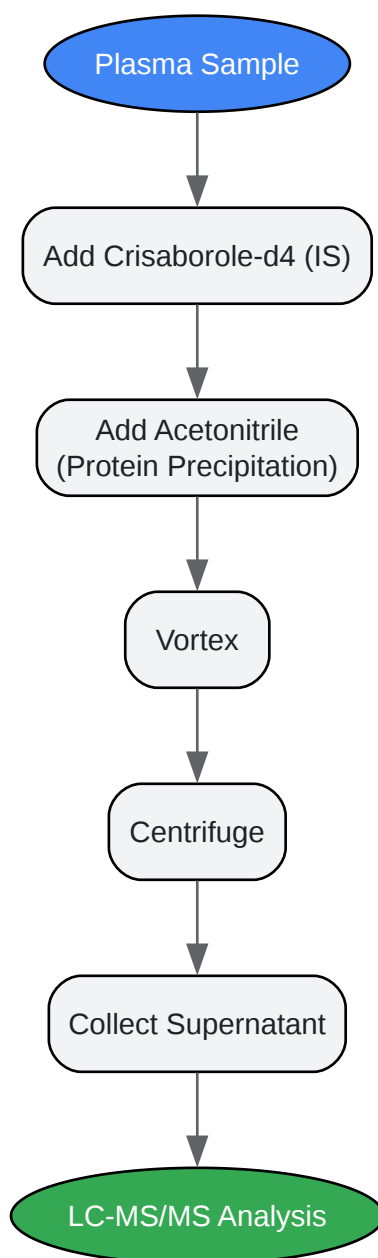 Plasma Sample
Add Crisaborole-d4 (IS)
Add Acetonitrile
(Protein Precipitation)
Vortex
Centrifuge
Collect Supernatant
LC-MS/MS Analysis